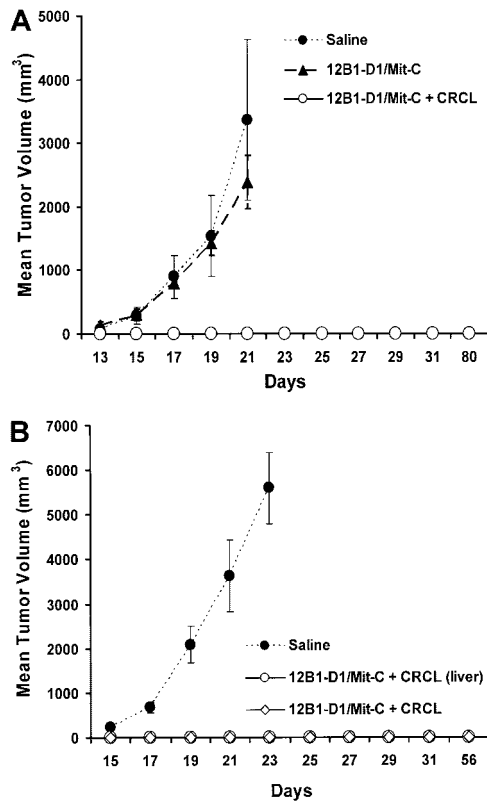 A
5000
4000
3000
2000
1000
0
Mean Tumor Volume (mm3)
Saline
12B1-D1/Mit-C
12B1-D1/Mit-C + CRCL
13 15 17 19 21 23 25 27 29 31 80
Days
B
7000
6000
5000
4000
3000
2000
1000
0
Mean Tumor Volume (mm3)
Saline
12B1-D1/Mit-C + CRCL (liver)
12B1-D1/Mit-C + CRCL
15 17 19 21 23 25 27 29 31 56
Days